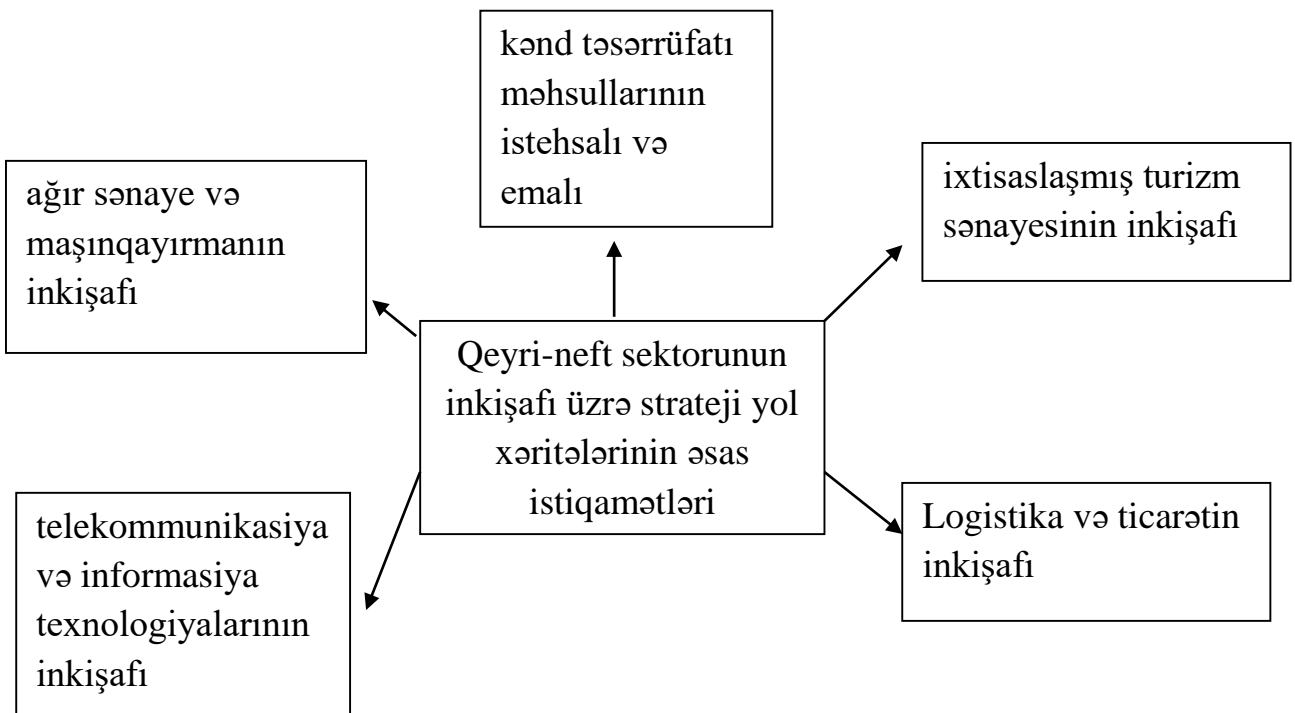 kənd təsərrüfatı
məhsullarının
istehsalı və
emalı
ağır sənaye və
maşınqayırmanın
inkişafı
ixtisaslaşmış turizm
sənayesinin inkişafı
Qeyri-neft sektorunun
inkişafı üzrə strateji yol
xəritələrinin əsas
istiqamətləri
telekommunikasiya
və informasiya
texnologiyalarının
inkişafı
Logistika və ticarətin
inkişafı